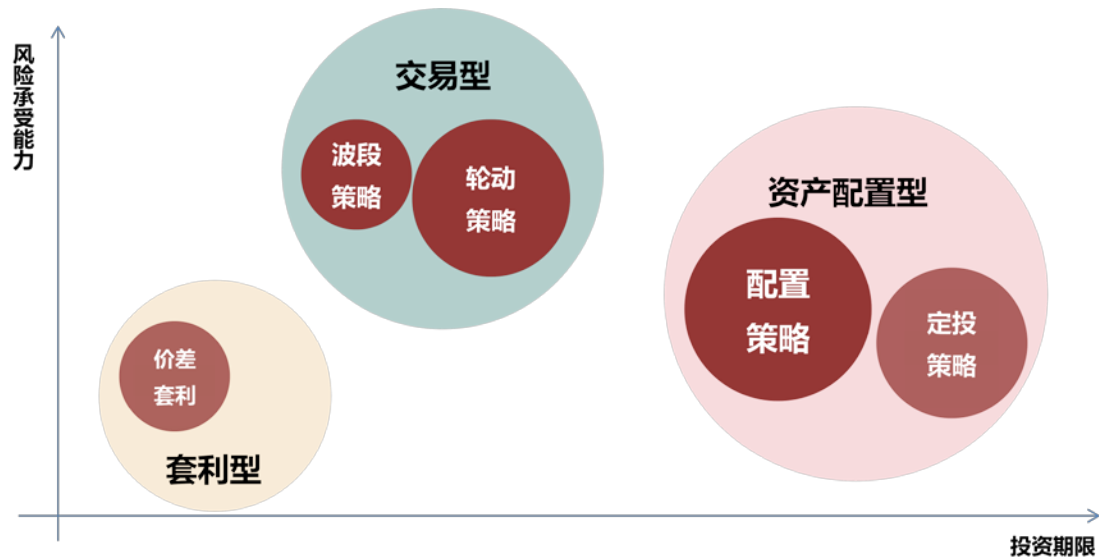 风险承受能力
交易型
波段
策略
轮动
策略
资产配置型
配置
策略
定投
策略
价差
套利
套利型
投资期限